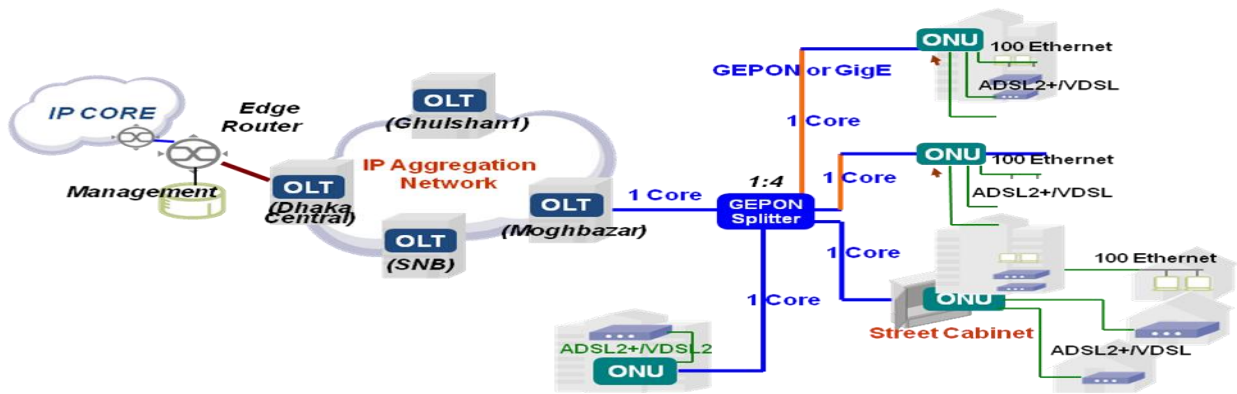 IP CORE
Edge
Router
Management
OLT
(Ghulshan1)
IP Aggregation
Network
OLT
(Dhaka
Central)
OLT
(SNB)
OLT
(Moghbazar)
1 Core
1:4
GEPON
Splitter
GEPON or GigE
1 Core
ONU
100 Ethernet
ADSL2+/VDSL
1 Core
ONU
100 Ethernet
ADSL2+/VDSL
1 Core
ONU
Street Cabinet
100 Ethernet
ADSL2+/VDSL
1 Core
ADSL2+/VDSL2
ONU